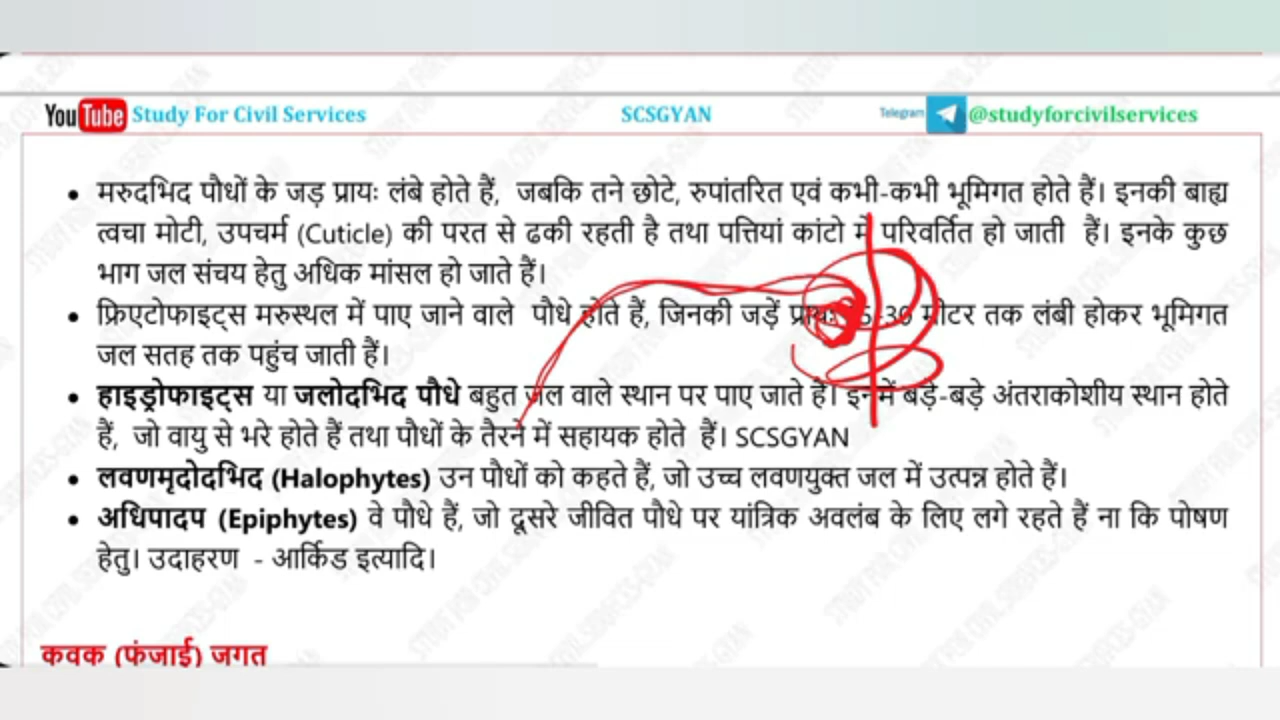 YouTube Study For Civil Services SCSGYAN Telegram @studyforcivilservices
• मरुदभिद पौधों के जड़ प्रायः लंबे होते हैं, जबकि तने छोटे, रुपांतरित एवं कभी-कभी भूमिगत होते हैं। इनकी बाह्य
त्वचा मोटी, उपचर्म (Cuticle) की परत से ढकी रहती है तथा पत्तियां कांटो में परिवर्तित हो जाती हैं। इनके कुछ
भाग जल संचय हेतु अधिक मांसल हो जाते हैं।
• फ्रिएटोफाइट्स मरुस्थल में पाए जाने वाले पौधे होते हैं, जिनकी जड़ें मीटर तक लंबी होकर भूमिगत
जल सतह तक पहुंच जाती हैं।
• हाइड्रोफाइट्स या जलोदभिद पौधे बहुत जल वाले स्थान पर पाए जाते हैं। इनमें बड़े-बड़े अंतराकोशीय स्थान होते
हैं, जो वायु से भरे होते हैं तथा पौधों के तैरने में सहायक होते हैं। SCSGYAN
• लवणमृदोदभिद (Halophytes) उन पौधों को कहते हैं, जो उच्च लवणयुक्त जल में उत्पन्न होते हैं।
• अधिपादप (Epiphytes) वे पौधे हैं, जो दूसरे जीवित पौधे पर यांत्रिक अवलंब के लिए लगे रहते हैं ना कि पोषण
हेतु। उदाहरण - आर्किड इत्यादि।
कवक (फंजाई) जगत